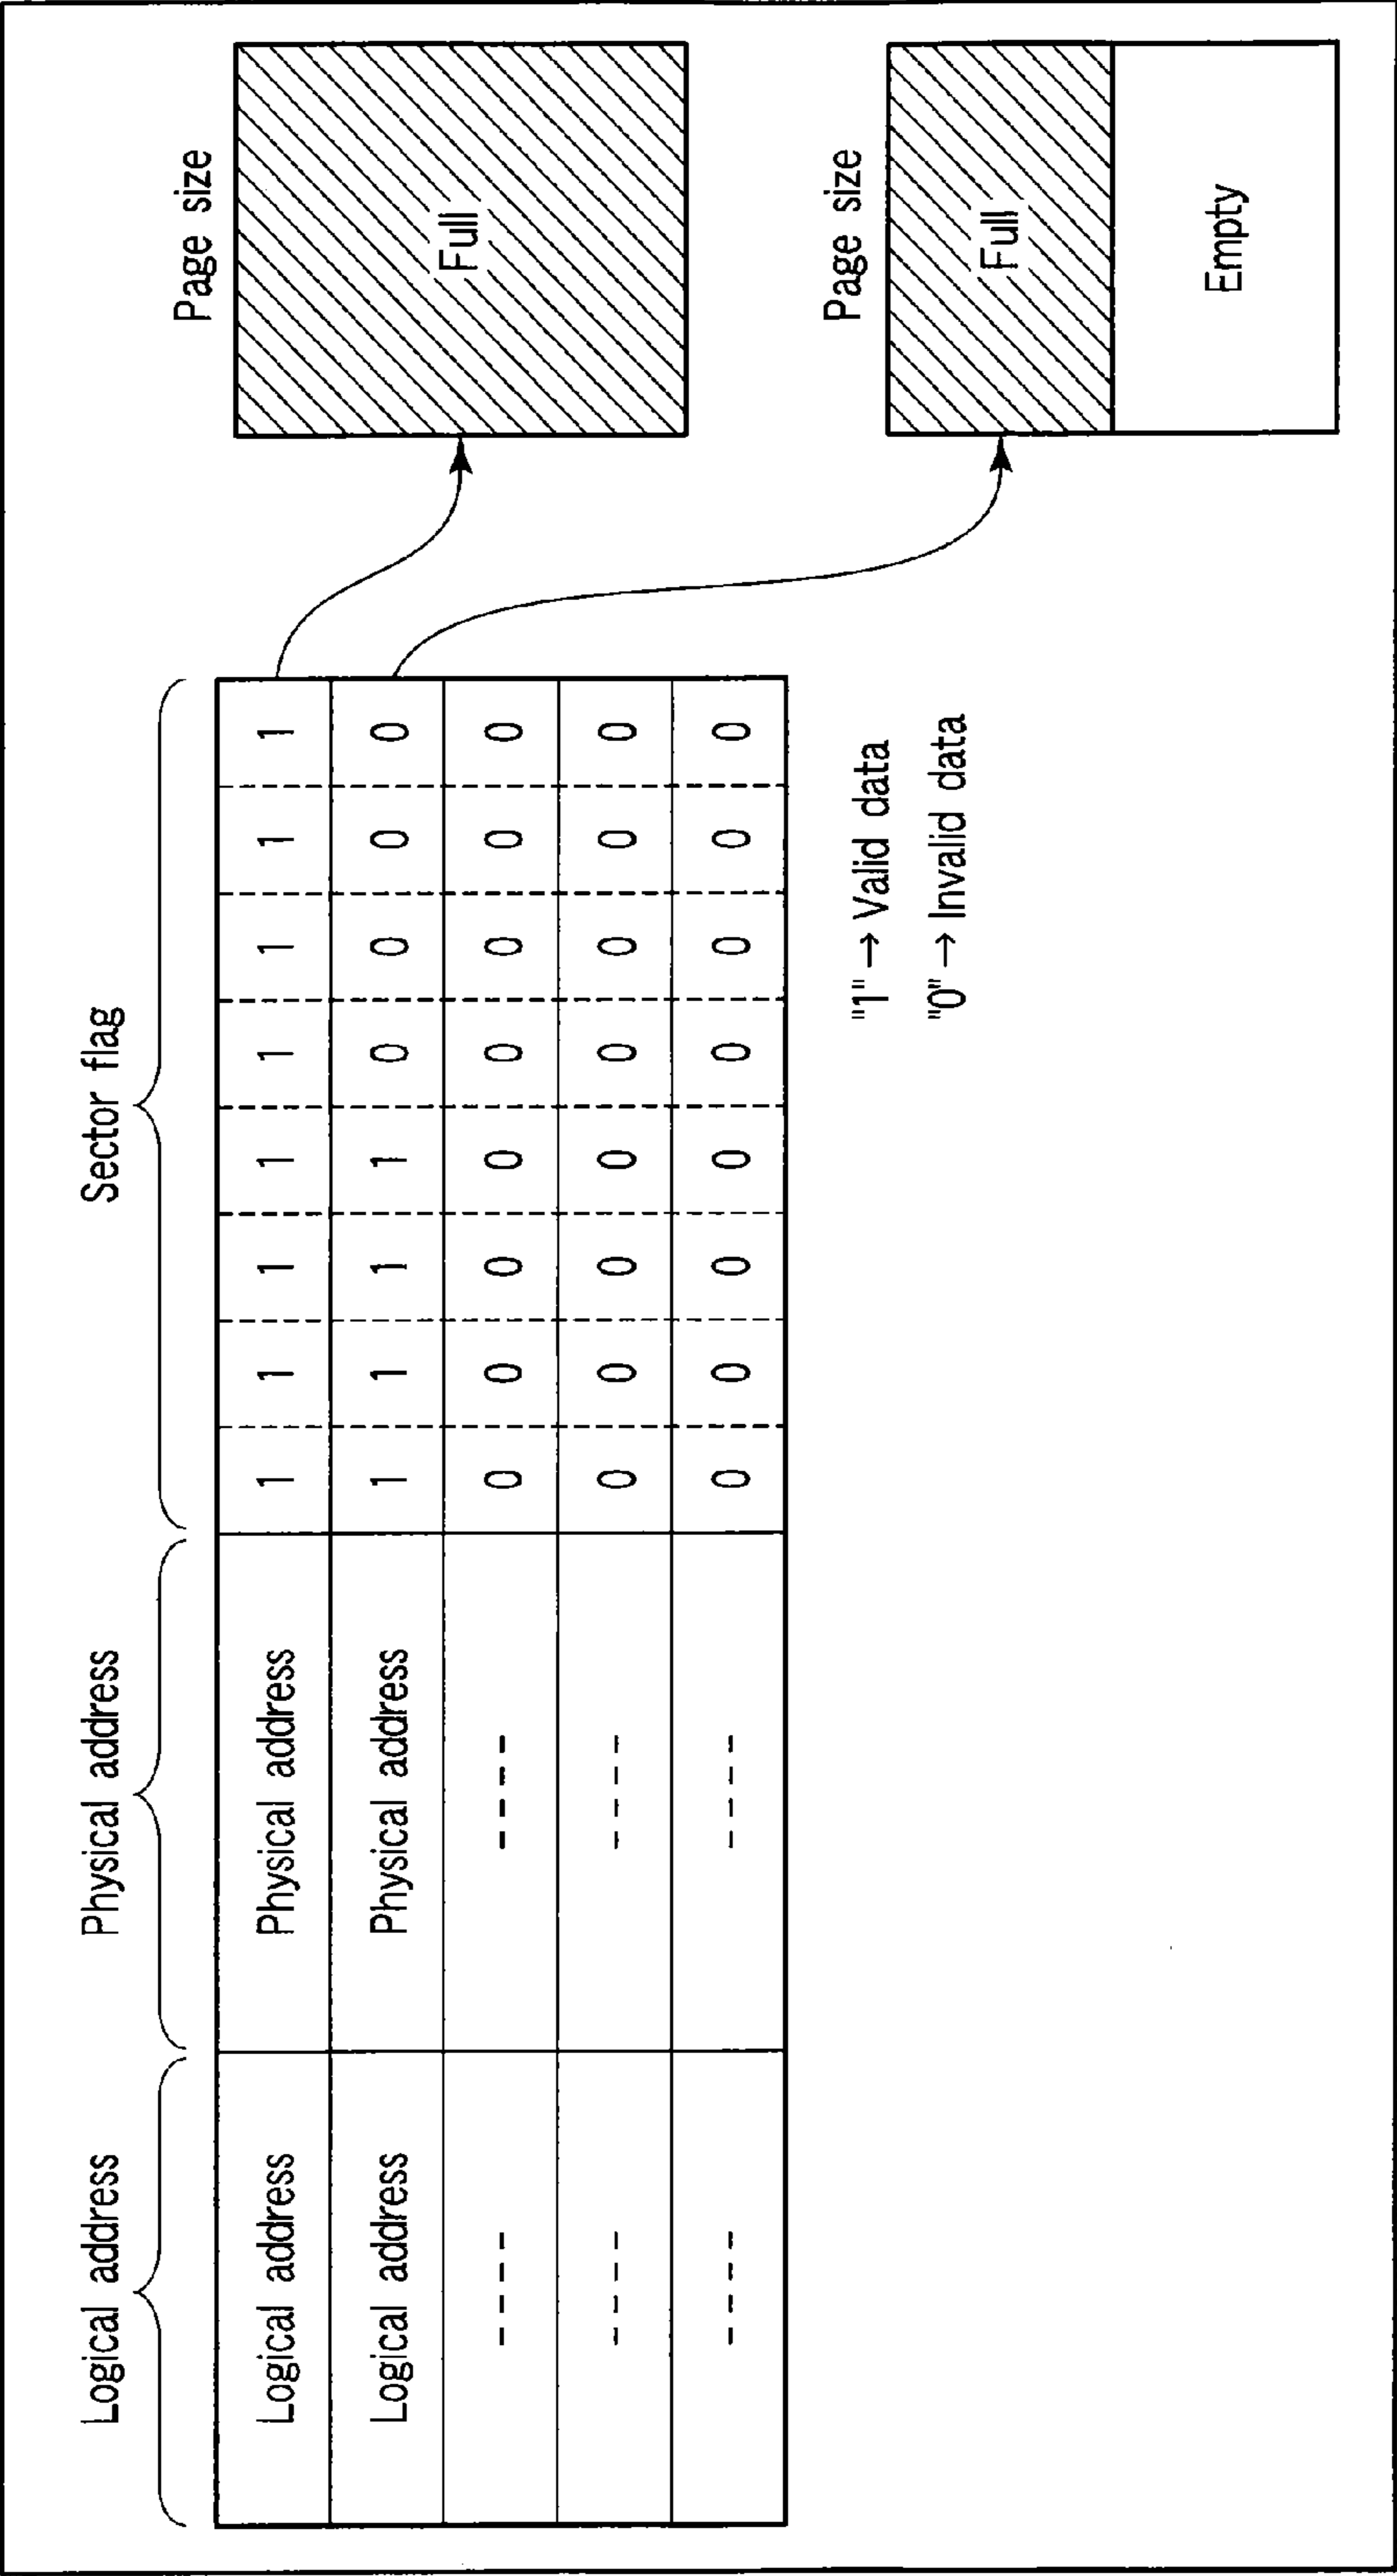 Logical address Physical address Sector flag
Logical address Physical address 1 1 1 1 1 1 1 1
Logical address Physical address 1 1 1 1 0 0 0 0
---- ---- 0 0 0 0 0 0 0 0
---- ---- 0 0 0 0 0 0 0 0
---- ---- 0 0 0 0 0 0 0 0
"1" → Valid data
"0" → Invalid data
Page size
Full
Page size
Full
Empty